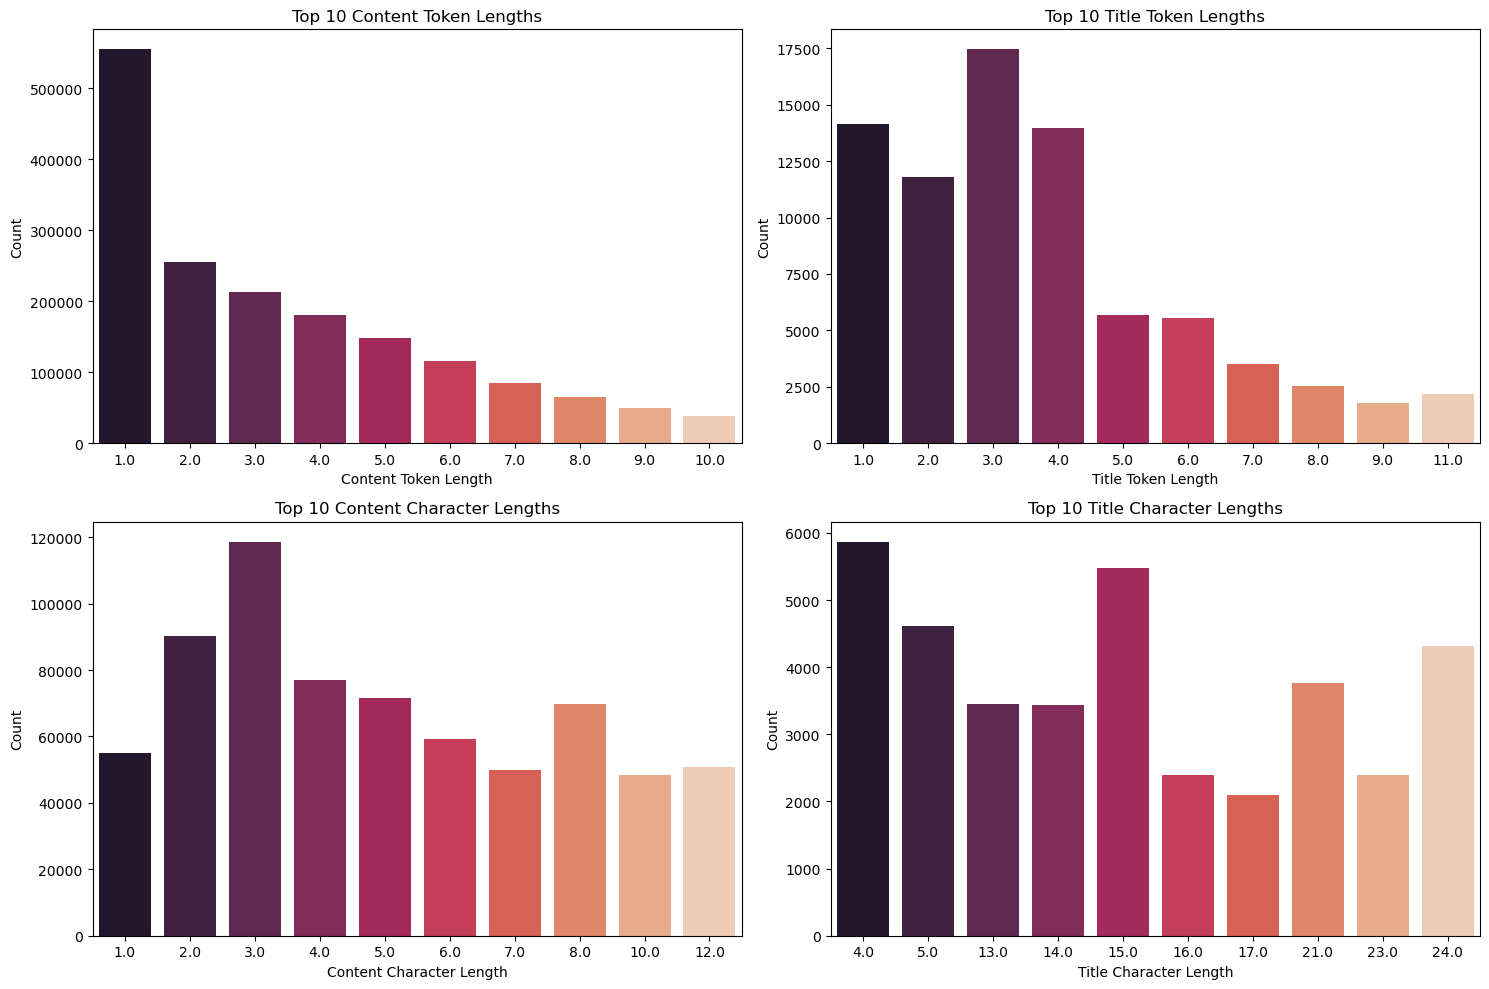 Top 10 Content Token Lengths
Count
500000
400000
300000
200000
100000
0
1.0 2.0 3.0 4.0 5.0 6.0 7.0 8.0 9.0 10.0
Content Token Length
Top 10 Title Token Lengths
Count
17500
15000
12500
10000
7500
5000
2500
0
1.0 2.0 3.0 4.0 5.0 6.0 7.0 8.0 9.0 11.0
Title Token Length
Top 10 Content Character Lengths
Count
120000
100000
80000
60000
40000
20000
0
1.0 2.0 3.0 4.0 5.0 6.0 7.0 8.0 10.0 12.0
Content Character Length
Top 10 Title Character Lengths
Count
6000
5000
4000
3000
2000
1000
0
4.0 5.0 13.0 14.0 15.0 16.0 17.0 21.0 23.0 24.0
Title Character Length